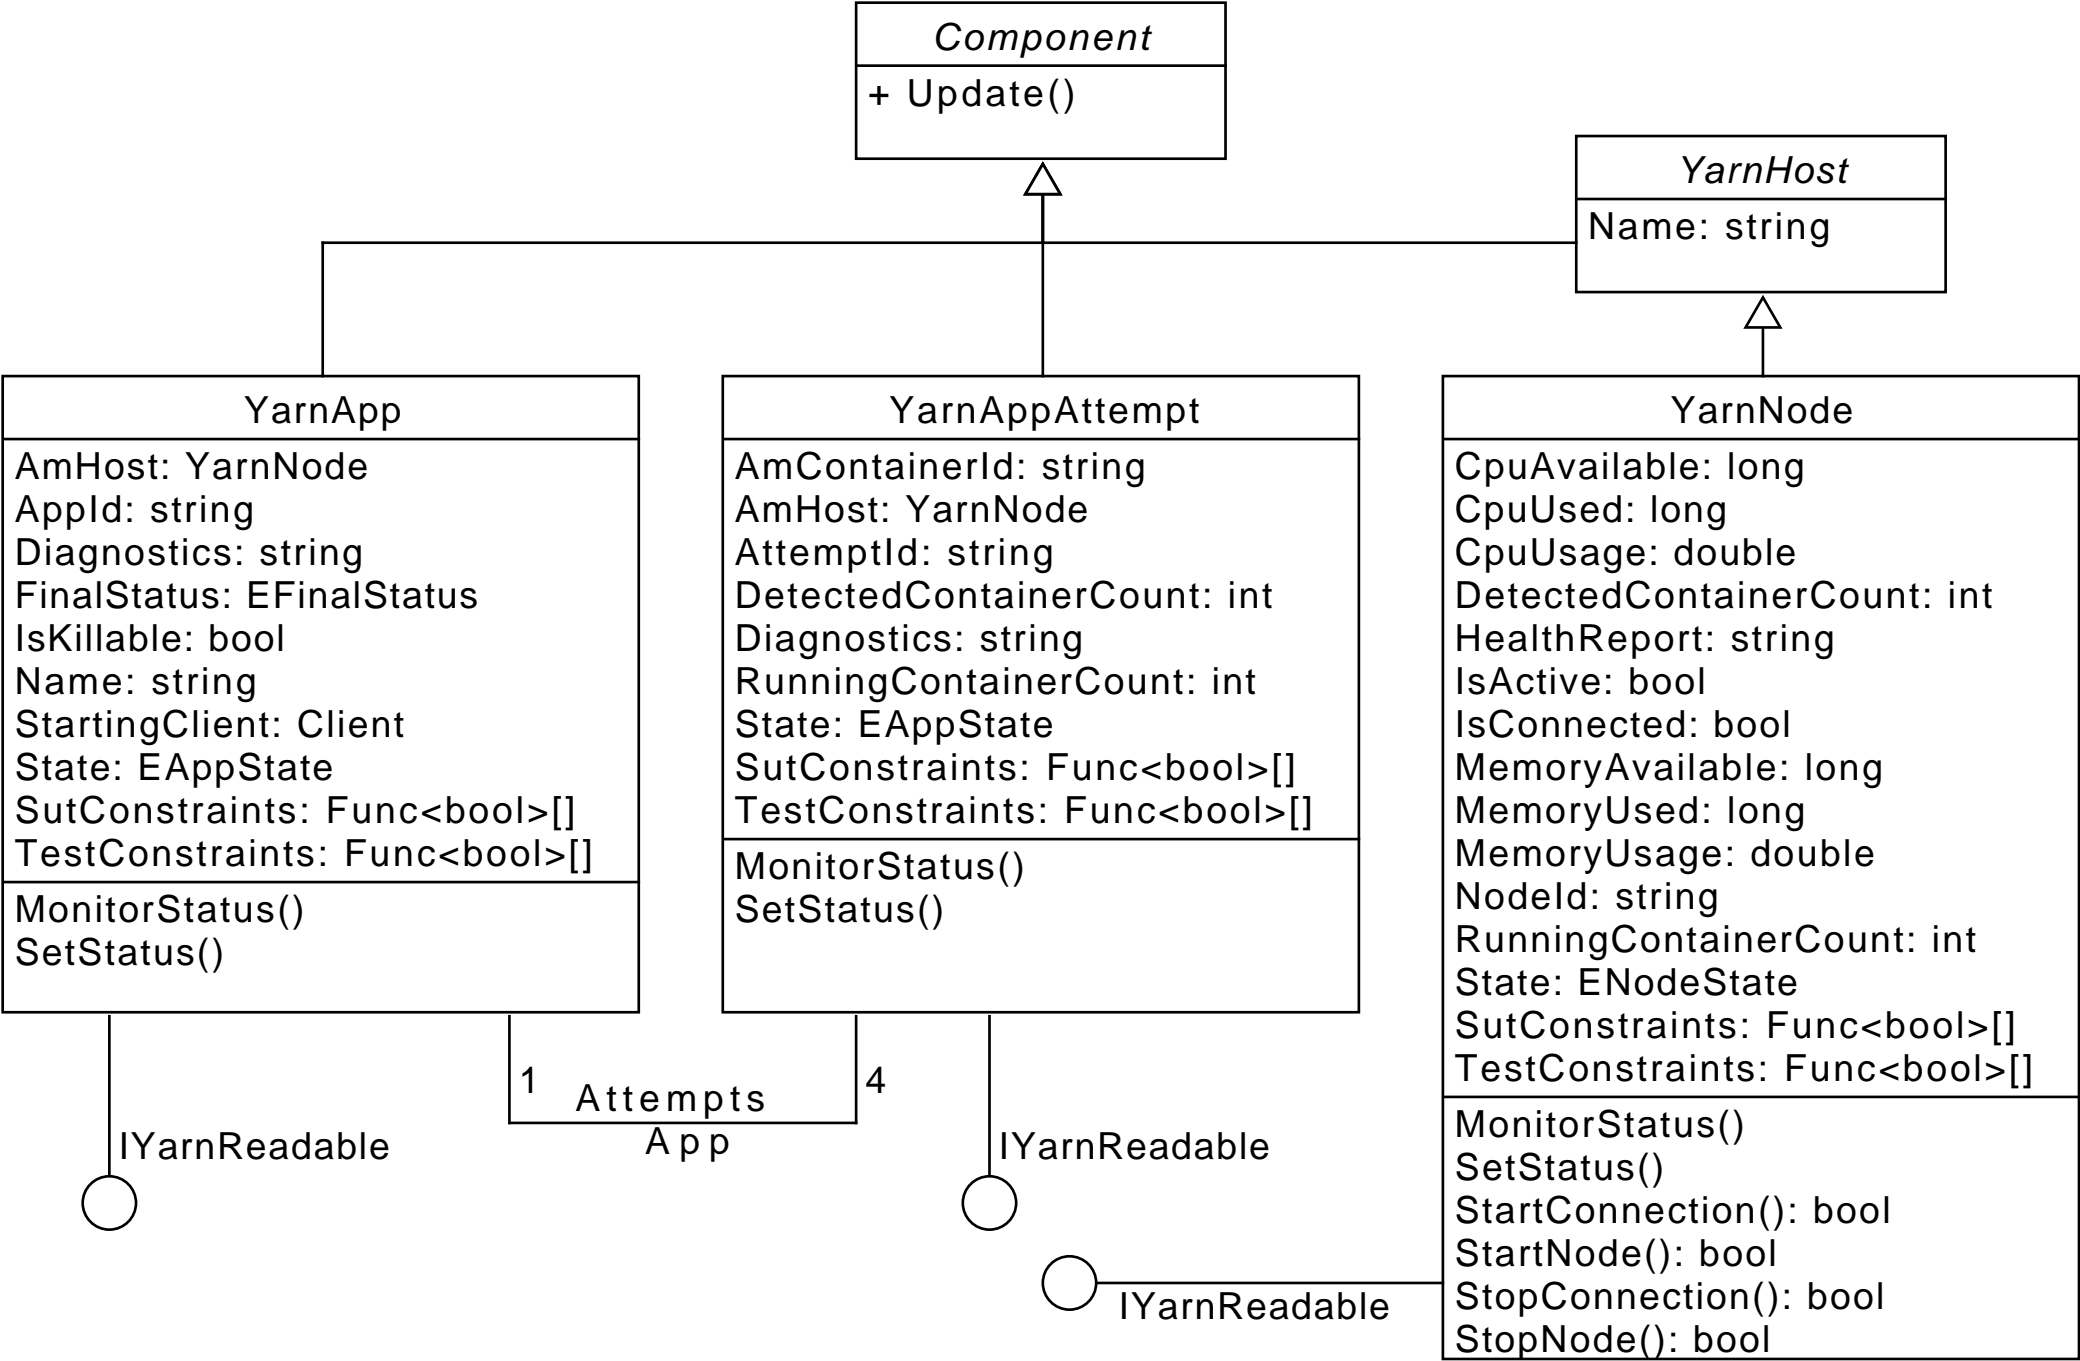 Component
+ Update()
YarnHost
Name: string
YarnApp
AmHost: YarnNode
AppId: string
Diagnostics: string
FinalStatus: EFinalStatus
IsKillable: bool
Name: string
StartingClient: Client
State: EAppState
SutConstraints: Func<bool>[]
TestConstraints: Func<bool>[]
MonitorStatus()
SetStatus()
YarnAppAttempt
AmContainerId: string
AmHost: YarnNode
AttemptId: string
DetectedContainerCount: int
Diagnostics: string
RunningContainerCount: int
State: EAppState
SutConstraints: Func<bool>[]
TestConstraints: Func<bool>[]
MonitorStatus()
SetStatus()
YarnNode
CpuAvailable: long
CpuUsed: long
CpuUsage: double
DetectedContainerCount: int
HealthReport: string
IsActive: bool
IsConnected: bool
MemoryAvailable: long
MemoryUsed: long
MemoryUsage: double
NodeId: string
RunningContainerCount: int
State: ENodeState
SutConstraints: Func<bool>[]
TestConstraints: Func<bool>[]
MonitorStatus()
SetStatus()
StartConnection(): bool
StartNode(): bool
StopConnection(): bool
StopNode(): bool
1
Attempts
4
App
IYarnReadable
IYarnReadable
IYarnReadable